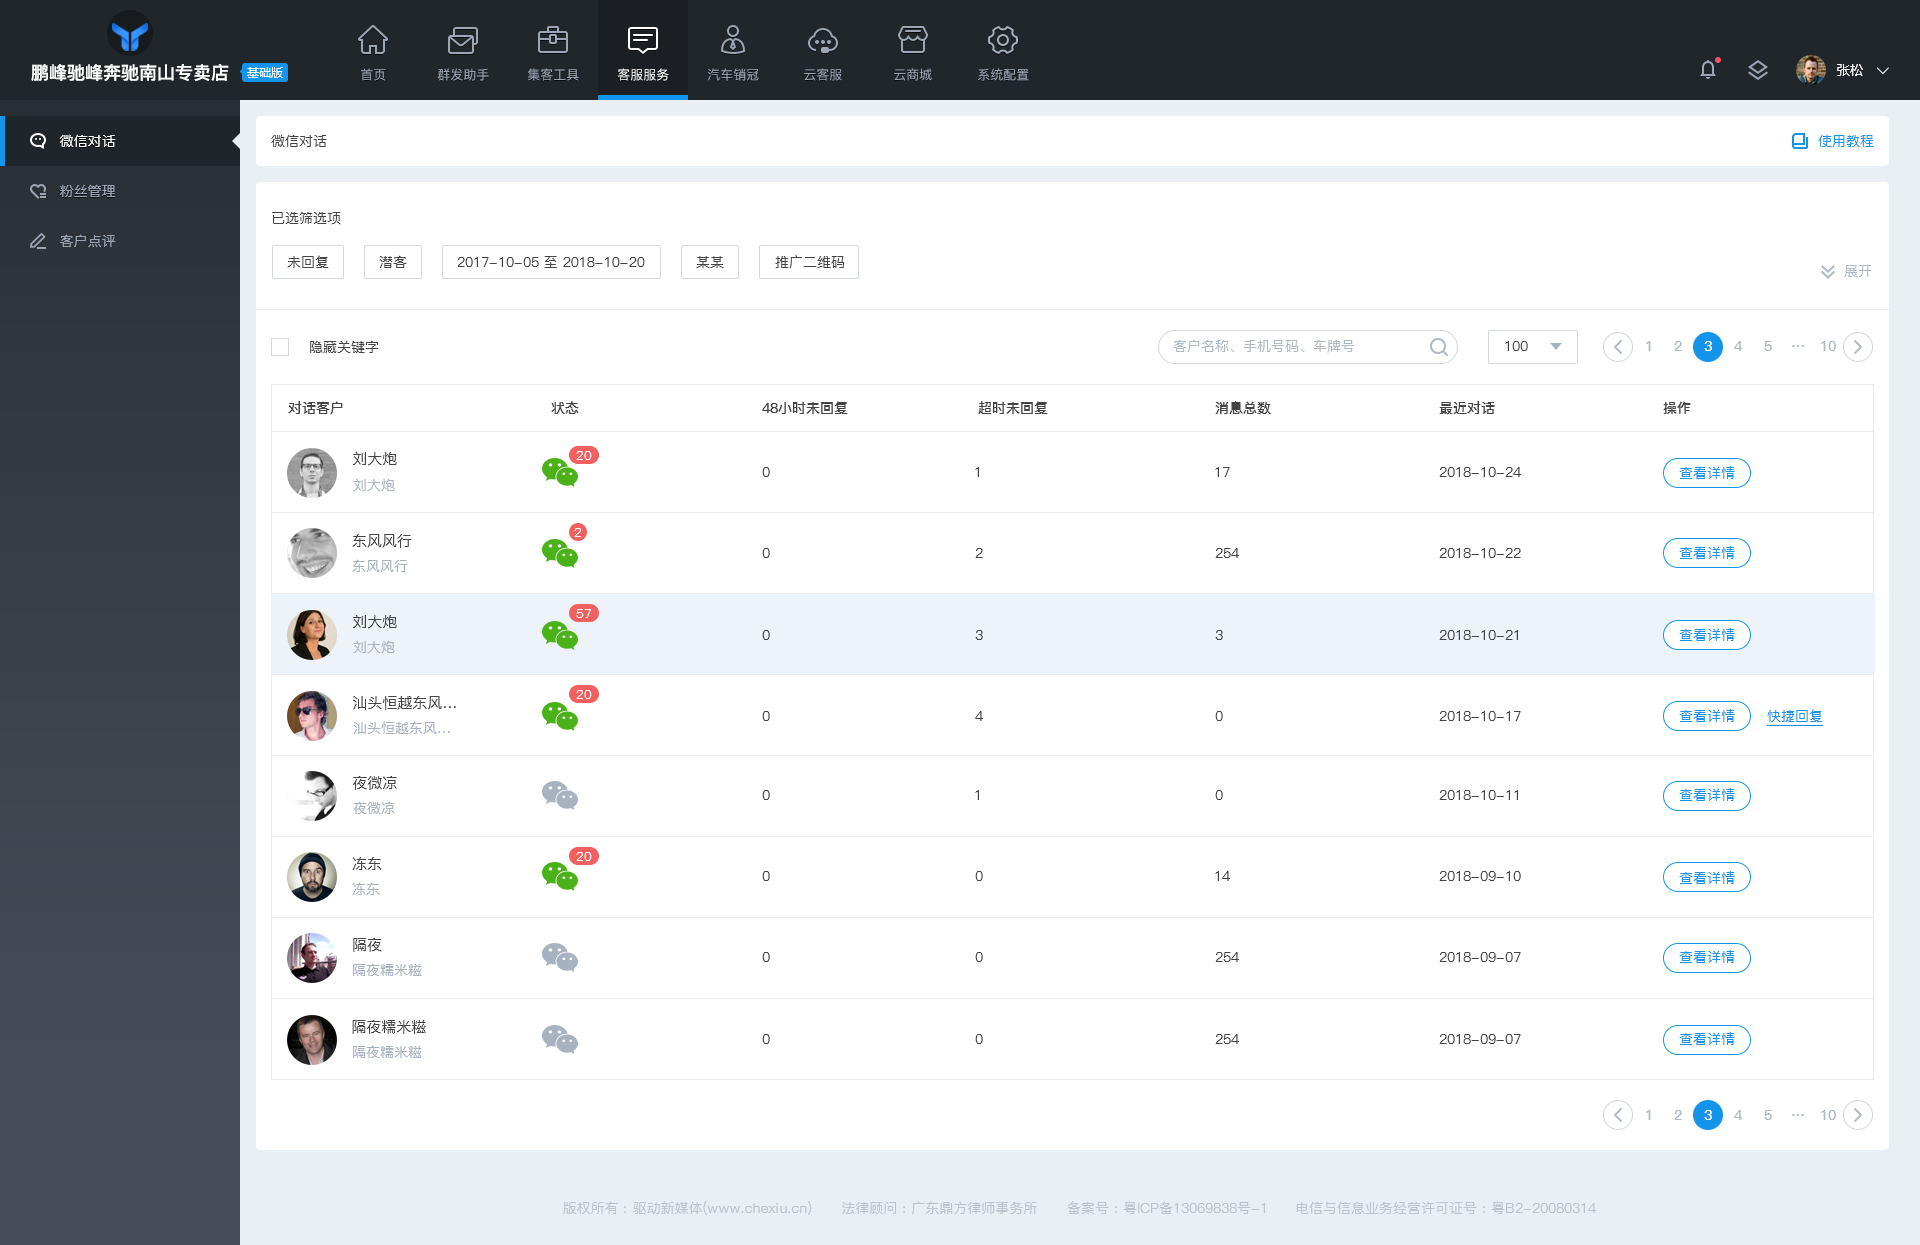 鹏峰驰峰奔驰南山专卖店 基础版
首页 群发助手 集客工具 客服服务 汽车销冠 云客服 云商城 系统配置
张松
微信对话
粉丝管理
客户点评
微信对话 使用教程
已选筛选项
未回复 潜客 2017-10-05 至 2018-10-20 某某 推广二维码
展开
隐藏关键字 客户名称、手机号码、车牌号 100 1 2 3 4 5 ··· 10
对话客户 状态 48小时未回复 超时未回复 消息总数 最近对话 操作
刘大炮 20
刘大炮 0 1 17 2018-10-24 查看详情
东风风行 2
东风风行 0 2 254 2018-10-22 查看详情
刘大炮 57
刘大炮 0 3 3 2018-10-21 查看详情
汕头恒越东风... 20
汕头恒越东风... 0 4 0 2018-10-17 查看详情 快捷回复
夜微凉
夜微凉 0 1 0 2018-10-11 查看详情
冻东 20
冻东 0 0 14 2018-09-10 查看详情
隔夜
隔夜糯米糍 0 0 254 2018-09-07 查看详情
隔夜糯米糍
隔夜糯米糍 0 0 254 2018-09-07 查看详情
1 2 3 4 5 ··· 10
版权所有：驱动新媒体(www.chexiu.cn) 法律顾问：广东鼎方律师事务所 备案号：粤ICP备13069838号-1 电信与信息业务经营许可证号：粤B2-20080314